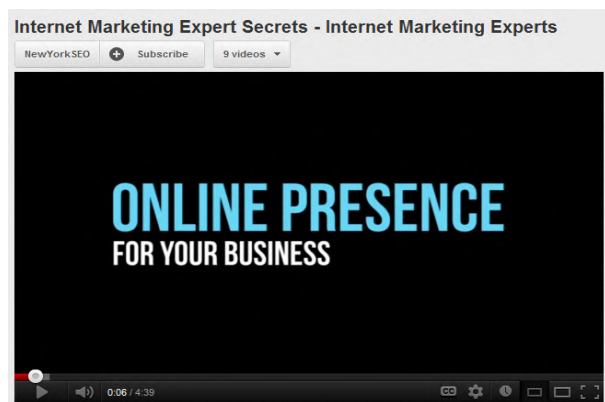 Internet Marketing Expert Secrets - Internet Marketing Experts
NewYorkSEO Subscribe 9 videos
ONLINE PRESENCE
FOR YOUR BUSINESS
0:06 / 4:39 CC